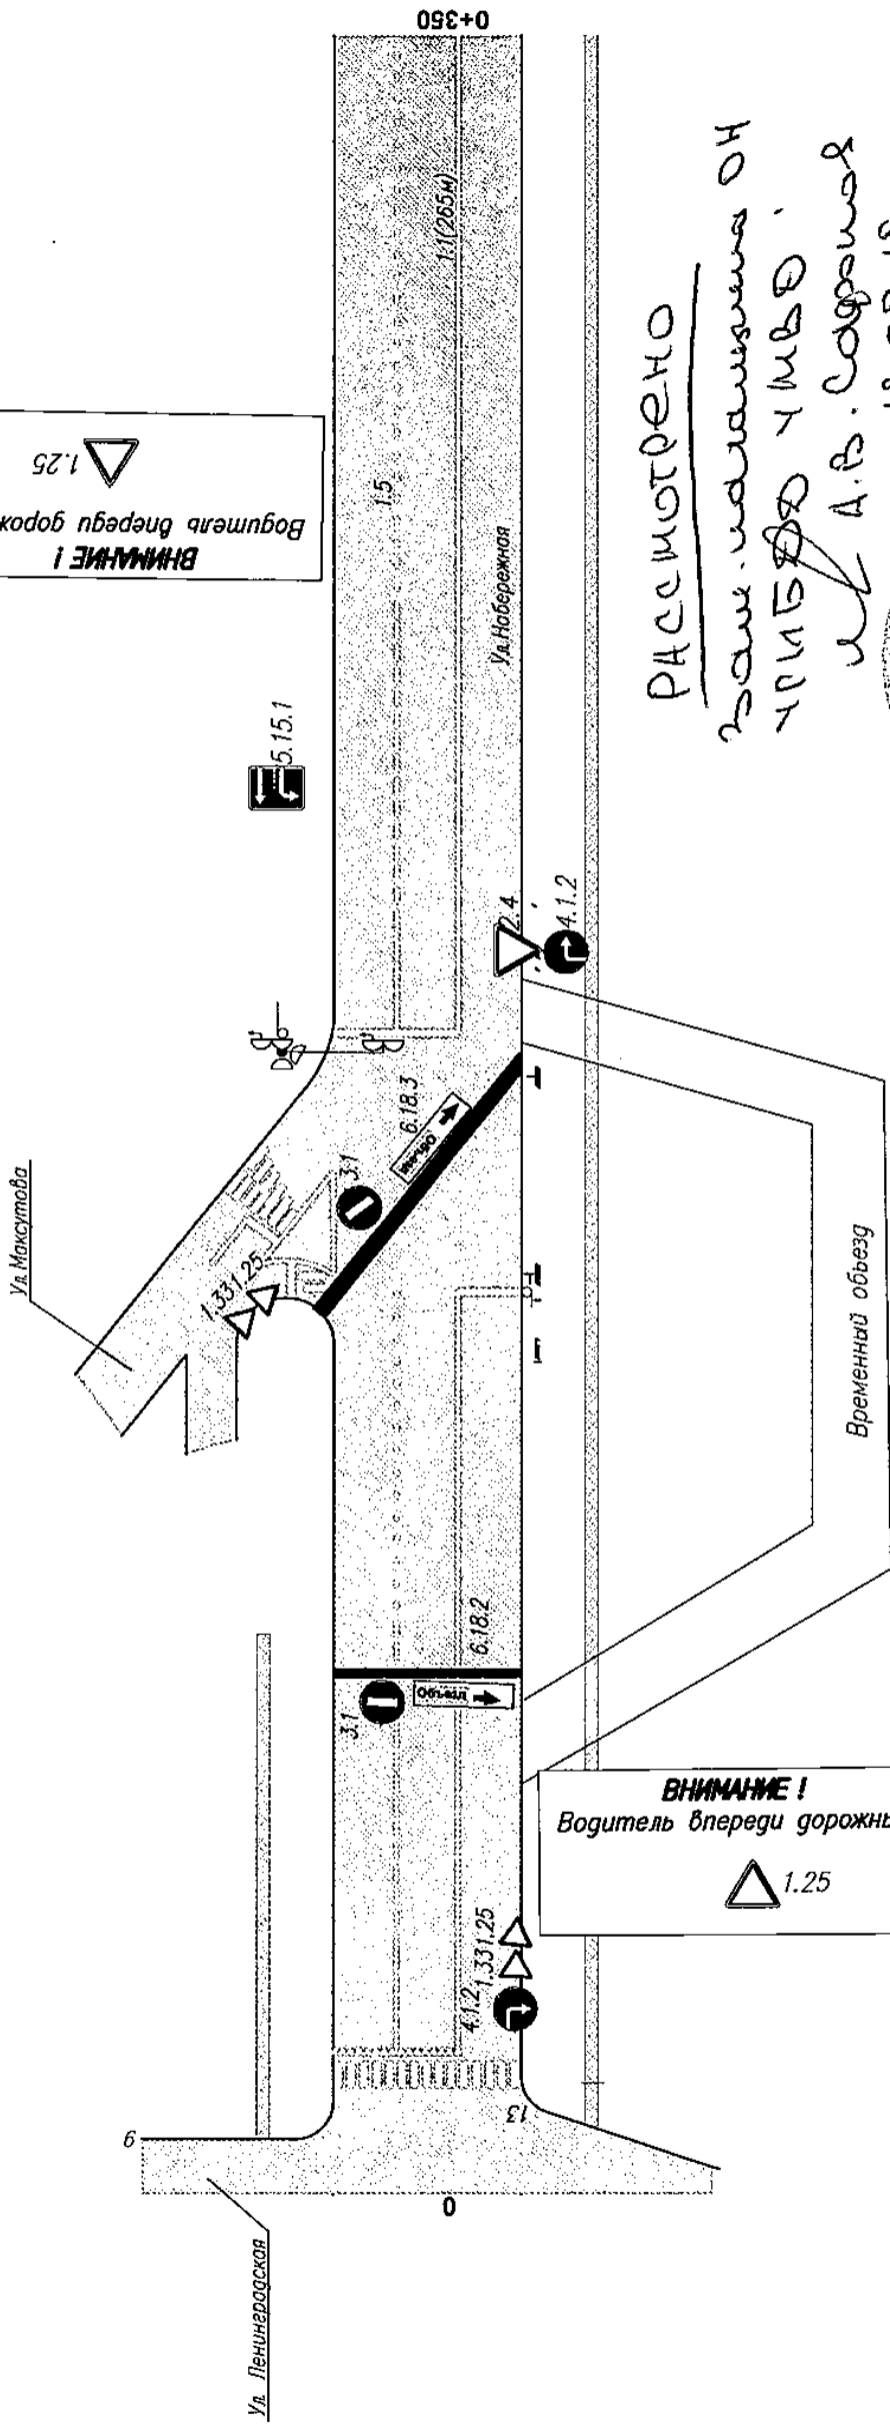 0+350
1.25
Водитель впереди дорож
ВНИМАНИЕ !
1.5
1.1(265м)
Ул.Набережная
РАССМОТРЕНО
УМВД
А.В.
5.15.1
2.4
4.1.2
Ул. Максутова
6.18.3
3.1
1.33 1.25
Временный объезд
6.18.2
3.1
ВНИМАНИЕ !
Водитель впереди дорожны
1.25
4.1.2
1.33 1.25
13
6
0
Ул. Ленинградская